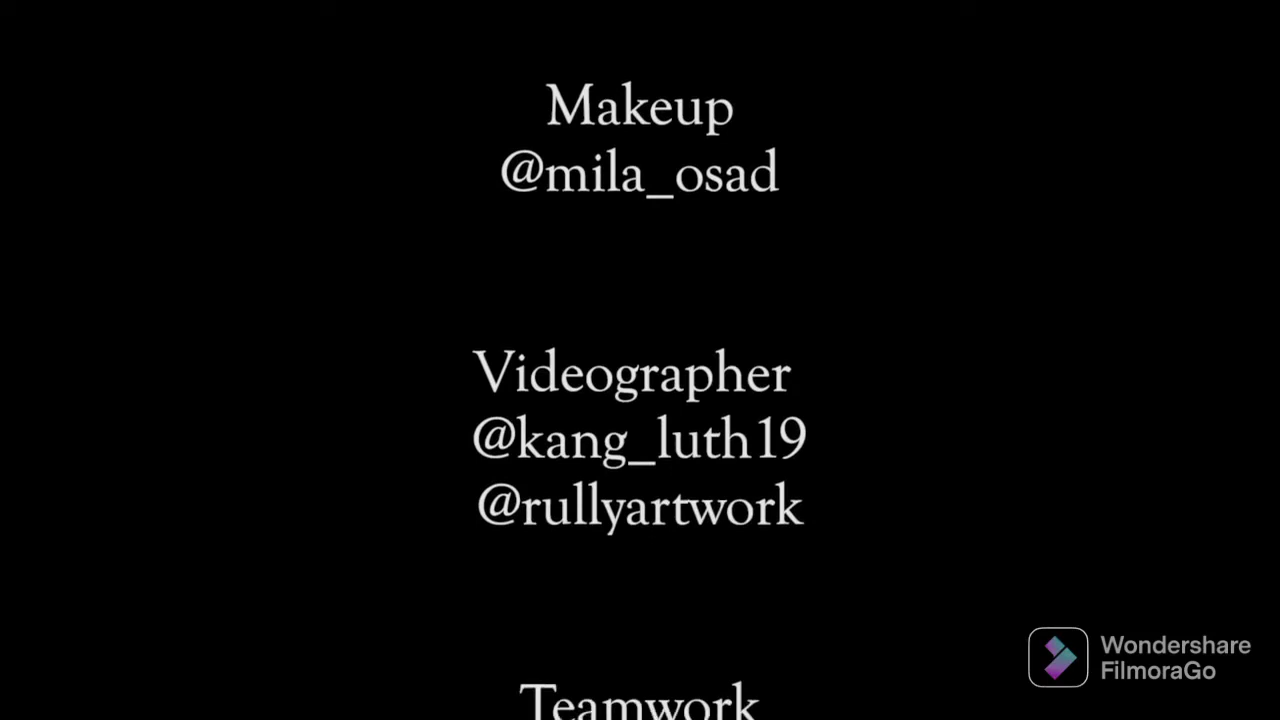 Makeup
@mila_osad
Videographer
@kang_luth19
@rullyartwork
Teamwork
Wondershare
FilmoraGo